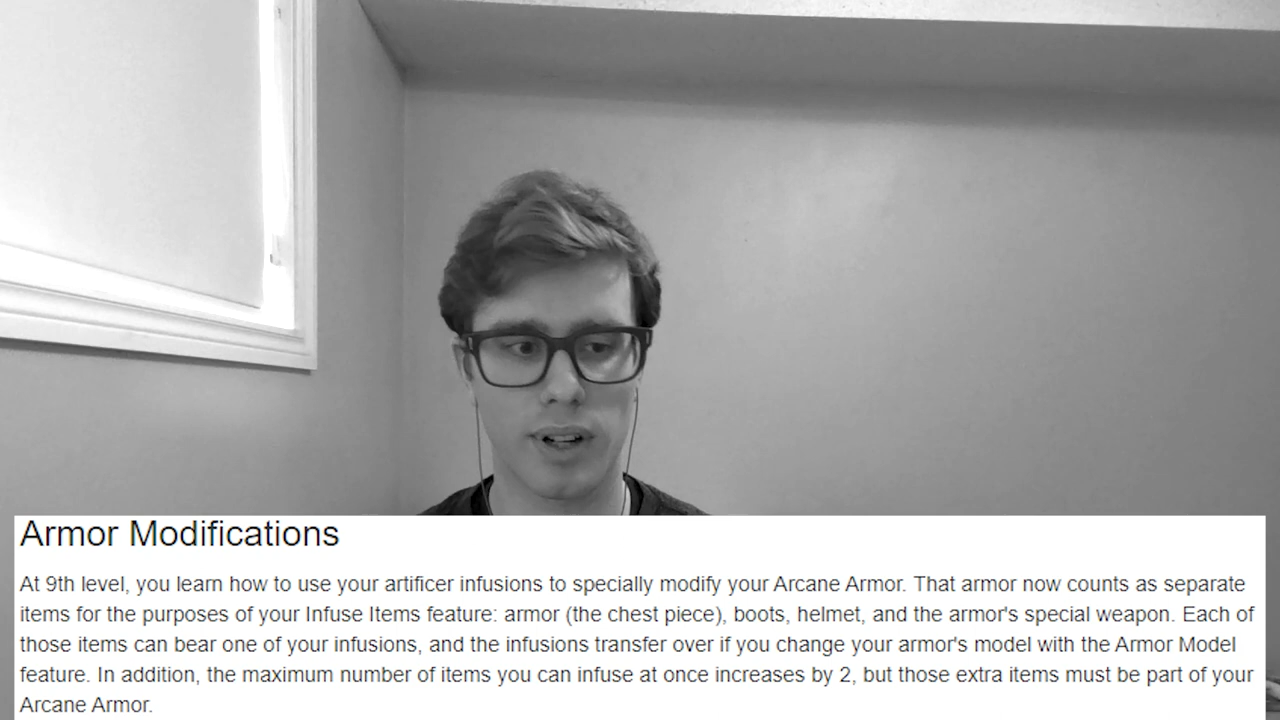 Armor Modifications
At 9th level, you learn how to use your artificer infusions to specially modify your Arcane Armor. That armor now counts as separate
items for the purposes of your Infuse Items feature: armor (the chest piece), boots, helmet, and the armor's special weapon. Each of
those items can bear one of your infusions, and the infusions transfer over if you change your armor's model with the Armor Model
feature. In addition, the maximum number of items you can infuse at once increases by 2, but those extra items must be part of your
Arcane Armor.